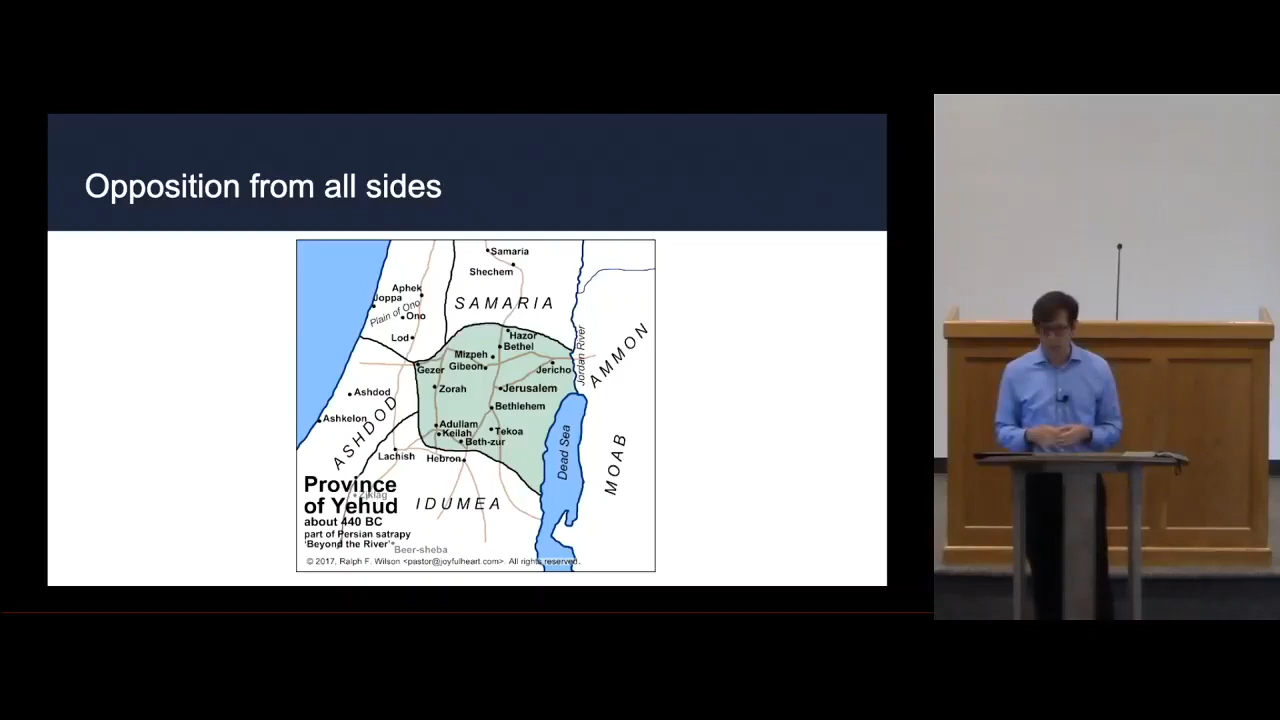 Opposition from all sides
Samaria
Shechem
SAMARIA
Aphek
Joppa
Plain of Ono
Ono
Lod
Hazor
Bethel
Mizpeh
Gibeon
Gezer
Jericho
Jordan River
AMMON
Zorah
Jerusalem
Ashdod
Ashkelon
ASHDOD
Bethlehem
Adullam
Keilah
Tekoa
Beth-zur
Lachish
Hebron
Dead Sea
MOAB
Province
of Yehud
about 440 BC
part of Persian satrapy
'Beyond the River'
Ziklag
IDUMEA
Beer-sheba
© 2017, Ralph F. Wilson <pastor@joyfulheart.com>. All rights reserved.